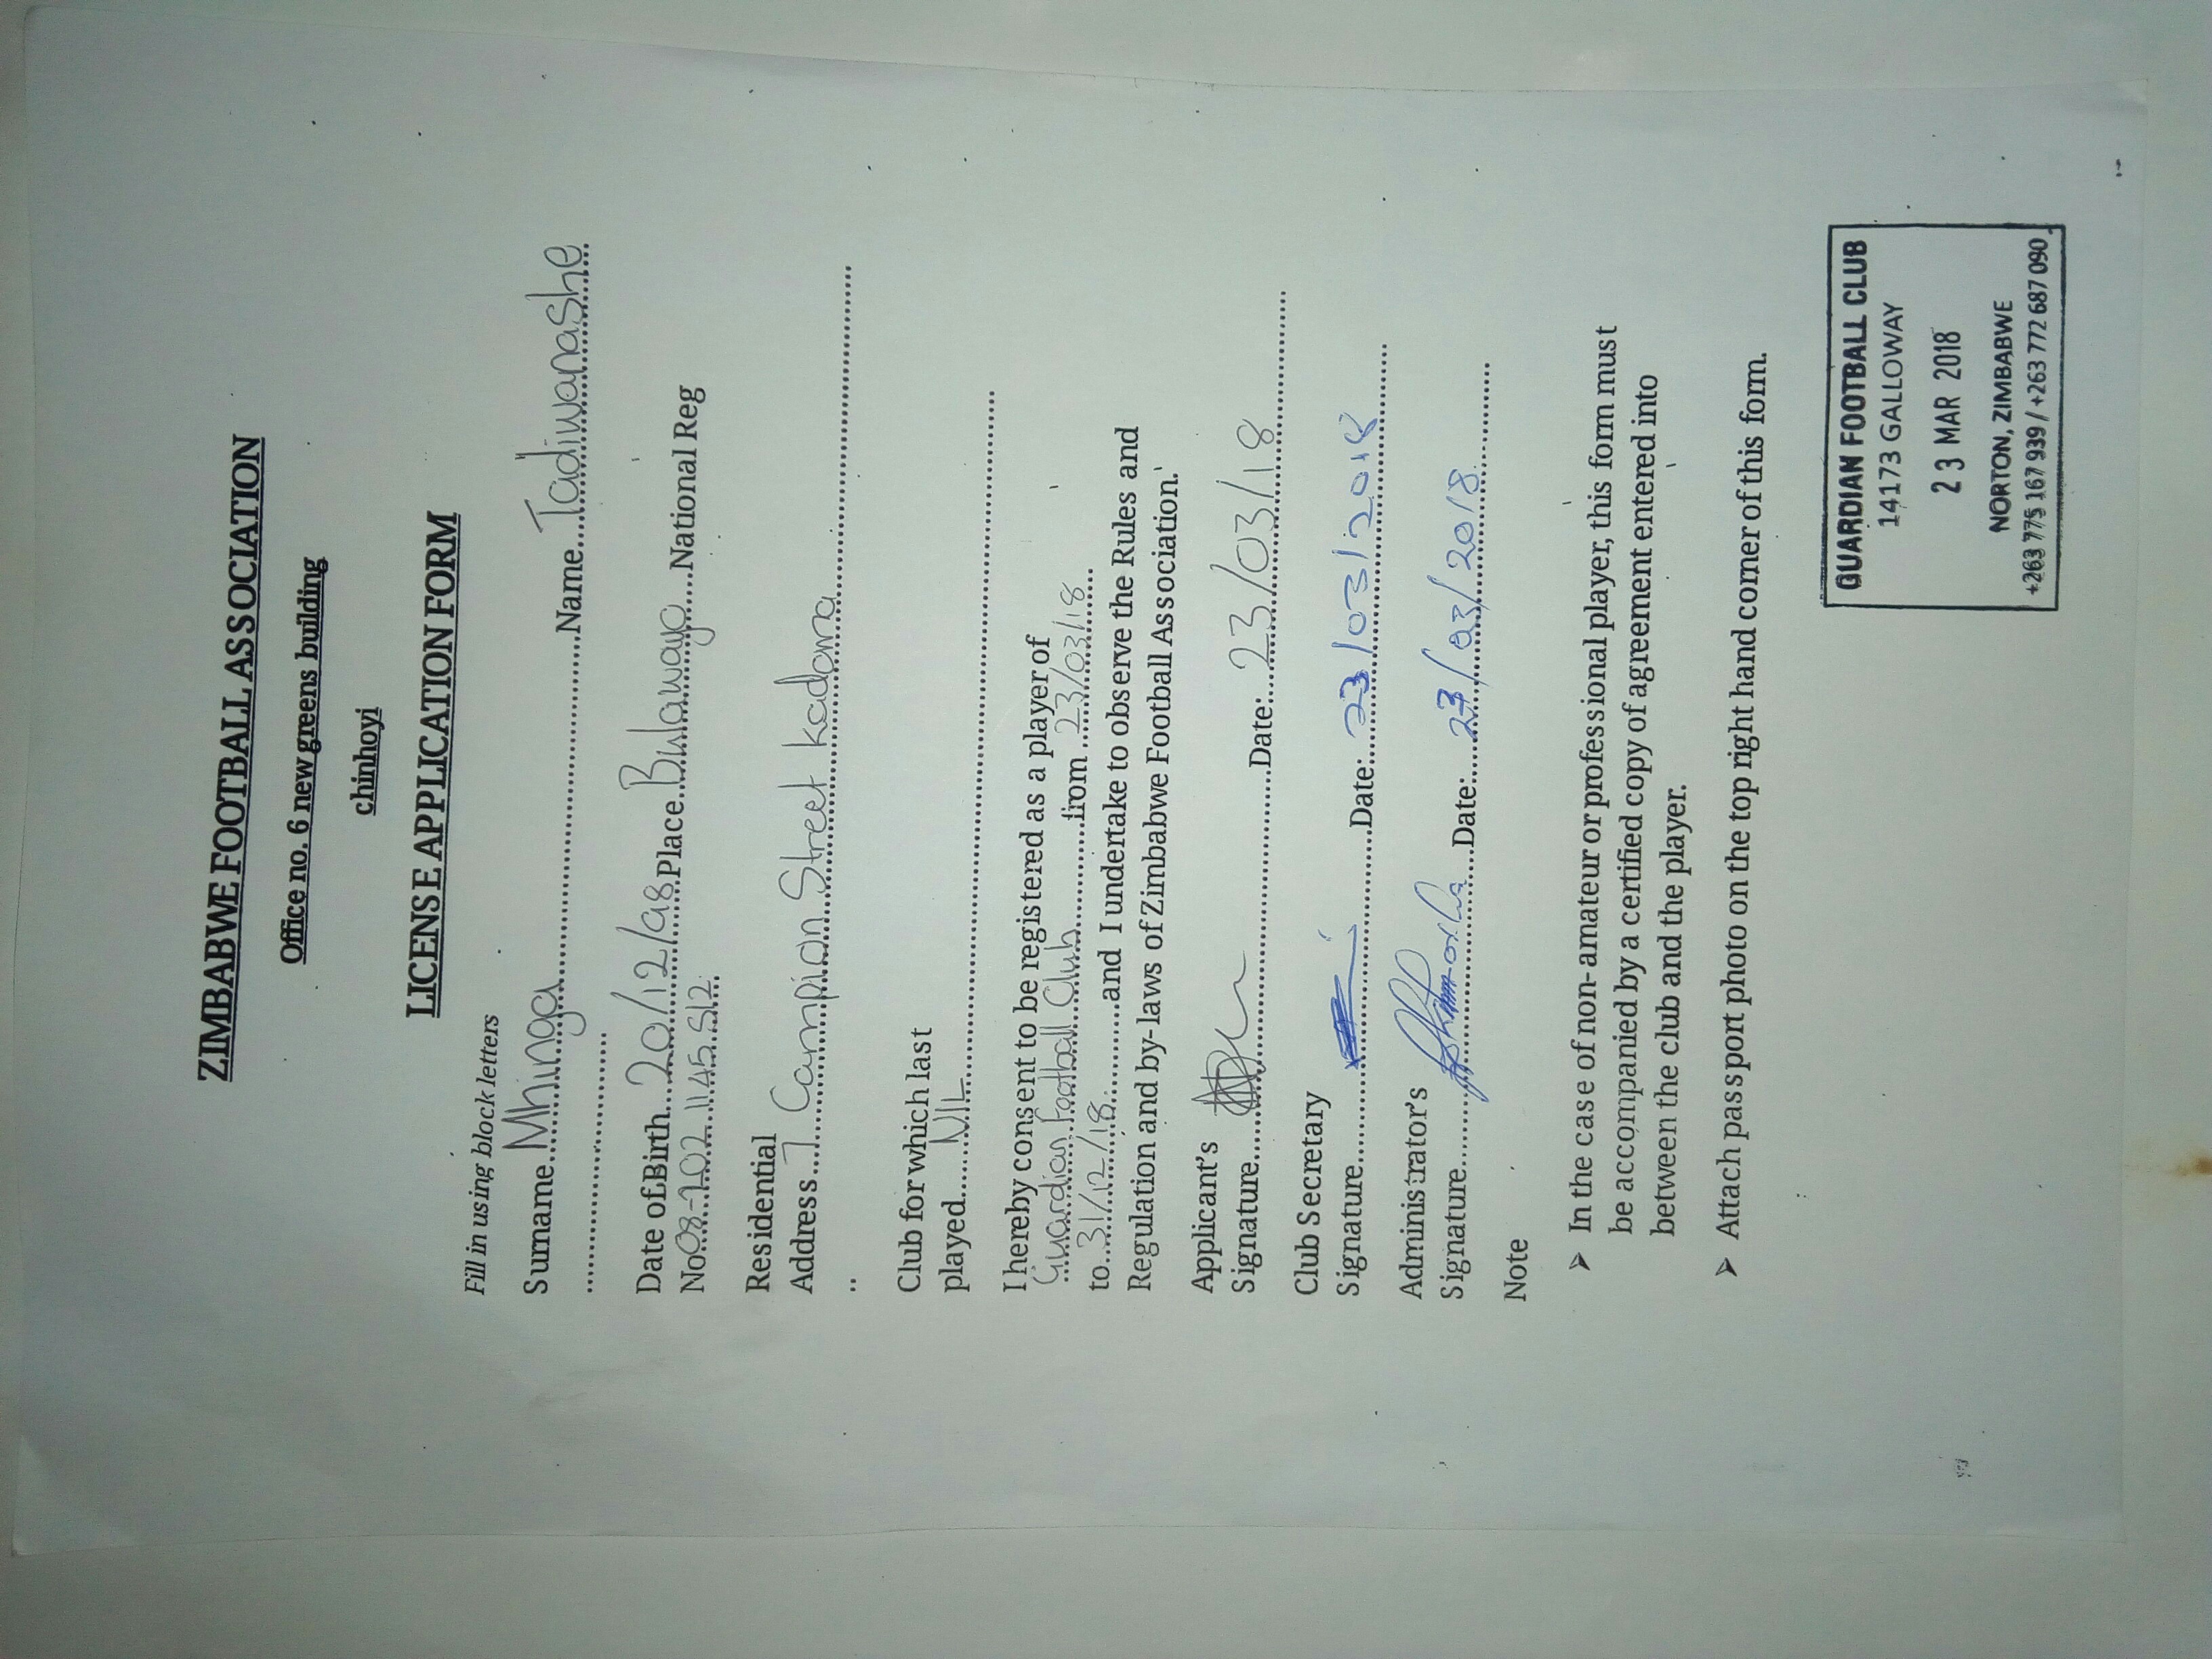 ZIMBABWE FOOTBALL ASSOCIATION
Office no. 6 new greens building
chinhoyi
LICENSE APPLICATION FORM
Fill in using block letters
Surname...Mhinga..............................Name...Tadiwanashe
..............................
Date of Birth...20/12/98.Place.Bulawayo...National Reg
No
Residential
Address...7 Campion Street kadoma..............................
..
Club for which last
played......NIL............................................................
I hereby consent to be registered as a player of
Guardian Football Club..............from..23/03/18
to...31/12/18..............and I undertake to observe the Rules and
Regulation and by-laws of Zimbabwe Football Association.
Applicant's
Signature..............................Date:...23/03/18..............
Club Secretary
Signature..............................Date:...23/03/2018..............
Administrator's
Signature..............................Date:....23/03/2018..............
Note
➤ In the case of non-amateur or professional player, this form must
be accompanied by a certified copy of agreement entered into
between the club and the player.
➤ Attach passport photo on the top right hand corner of this form.
GUARDIAN FOOTBALL CLUB
14173 GALLOWAY
23 MAR 2018
NORTON, ZIMBABWE
+263 775 167 939 / +263 772 687 090